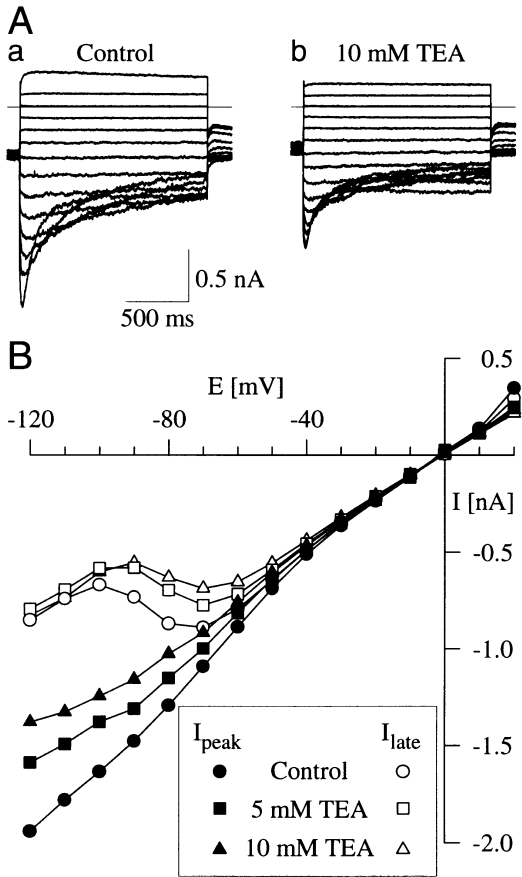 A
a Control
b 10 mM TEA
0.5 nA
500 ms
B
E [mV]
-120 -80 -40
0.5
I [nA]
-0.5
-1.0
-1.5
-2.0
Ipeak Ilate
Control
5 mM TEA
10 mM TEA